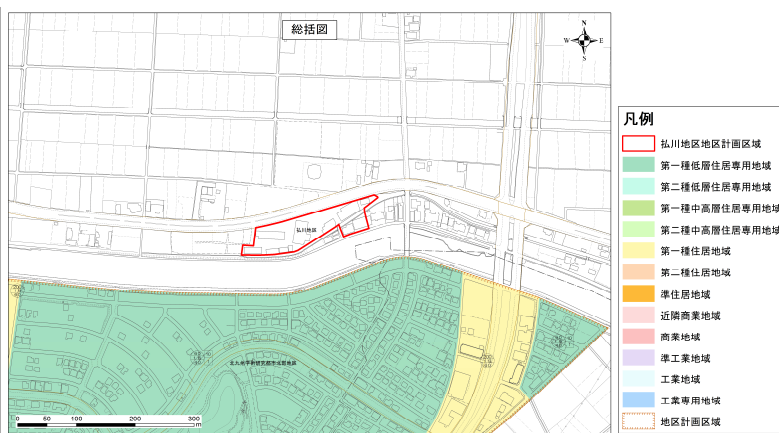 総括図
N
W E
S
払川地区
北九州学術研究都市北部地区
0 50 100 200 300
m
凡例
払川地区地区計画区域
第一種低層住居専用地域
第二種低層住居専用地域
第一種中高層住居専用地域
第二種中高層住居専用地域
第一種住居地域
第二種住居地域
準住居地域
近隣商業地域
商業地域
準工業地域
工業地域
工業専用地域
地区計画区域